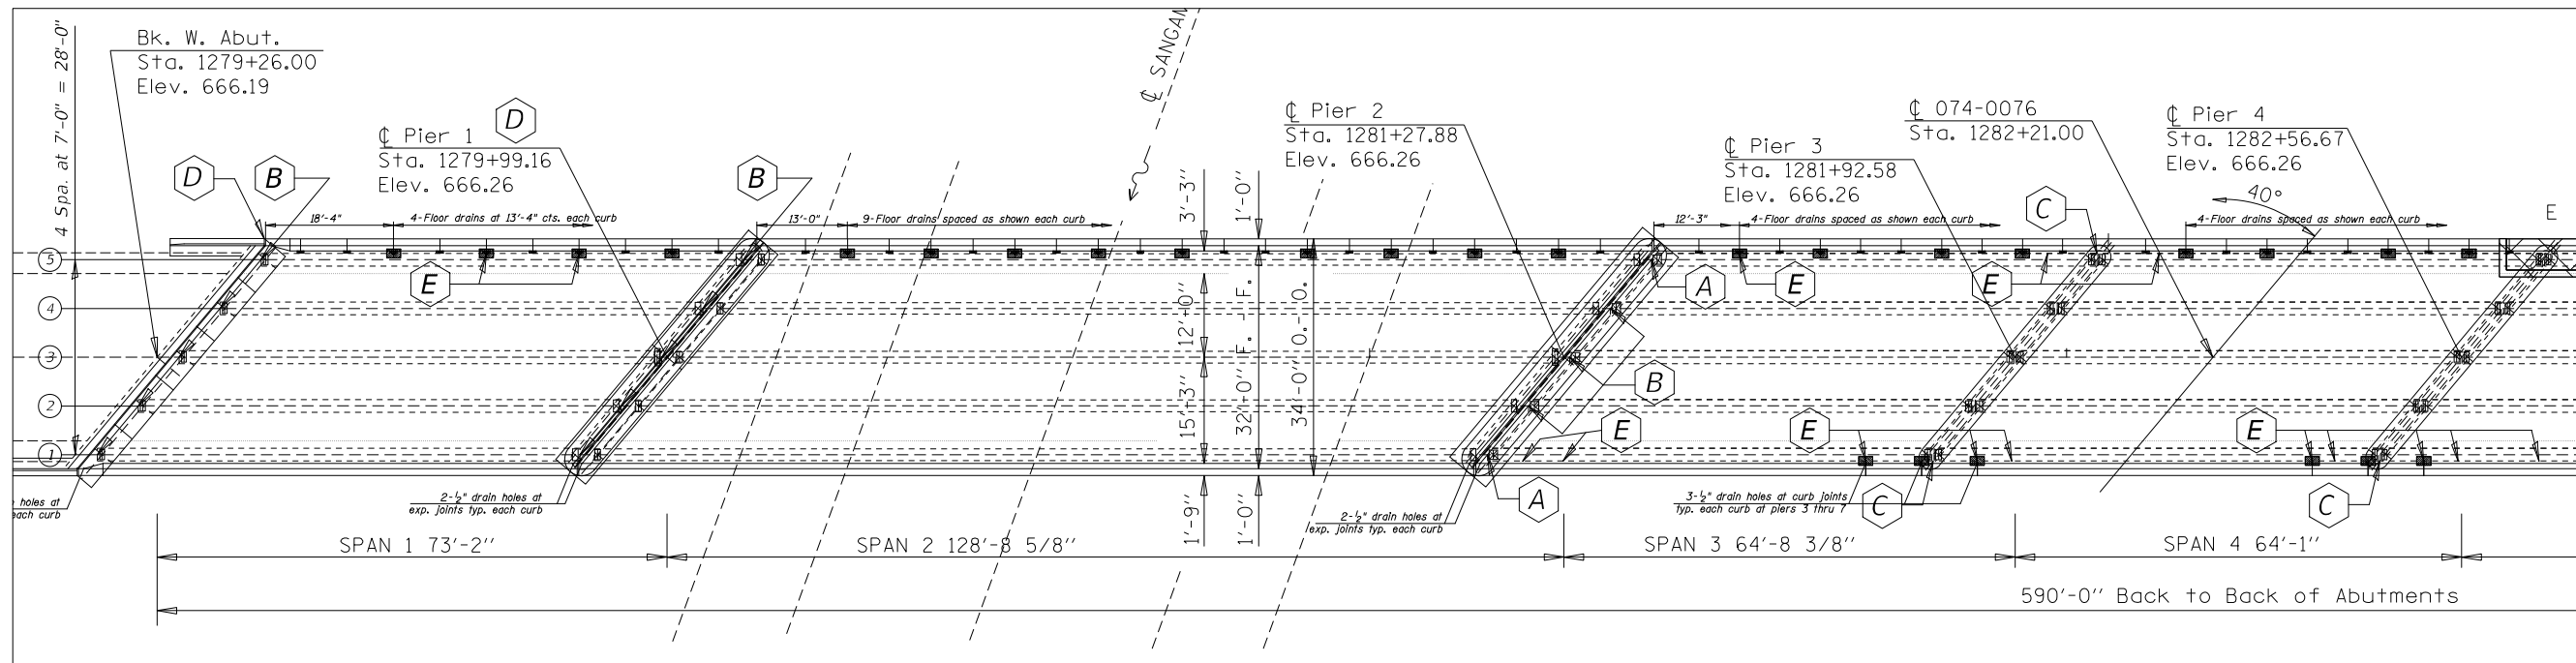 Bk. W. Abut.
Sta. 1279+26.00
Elev. 666.19
4 Spa. at 7'-0" = 28'-0"
D
B
℄ Pier 1
Sta. 1279+99.16
Elev. 666.26
D
B
℄ SANGAM
℄ Pier 2
Sta. 1281+27.88
Elev. 666.26
℄ Pier 3
Sta. 1281+92.58
Elev. 666.26
℄ 074-0076
Sta. 1282+21.00
℄ Pier 4
Sta. 1282+56.67
Elev. 666.26
40°
C
E
18'-4"
4-Floor drains at 13'-4" cts. each curb
13'-0"
9-Floor drains spaced as shown each curb
3'-3"
1'-0"
12'-3"
4-Floor drains spaced as shown each curb
4-Floor drains spaced as shown each curb
5
4
3
2
1
E
A
E
E
12'-0"
15'-3"
32'-0" F.-F.
34'-0" O.-O.
1'-9"
1'-0"
B
E
E
E
A
C
C
holes at
each curb
2-½" drain holes at
exp. joints typ. each curb
2-½" drain holes at
exp. joints typ. each curb
3-½" drain holes at curb joints
typ. each curb at piers 3 thru 7
SPAN 1 73'-2"
SPAN 2 128'-8 5/8"
SPAN 3 64'-8 3/8"
SPAN 4 64'-1"
590'-0" Back to Back of Abutments